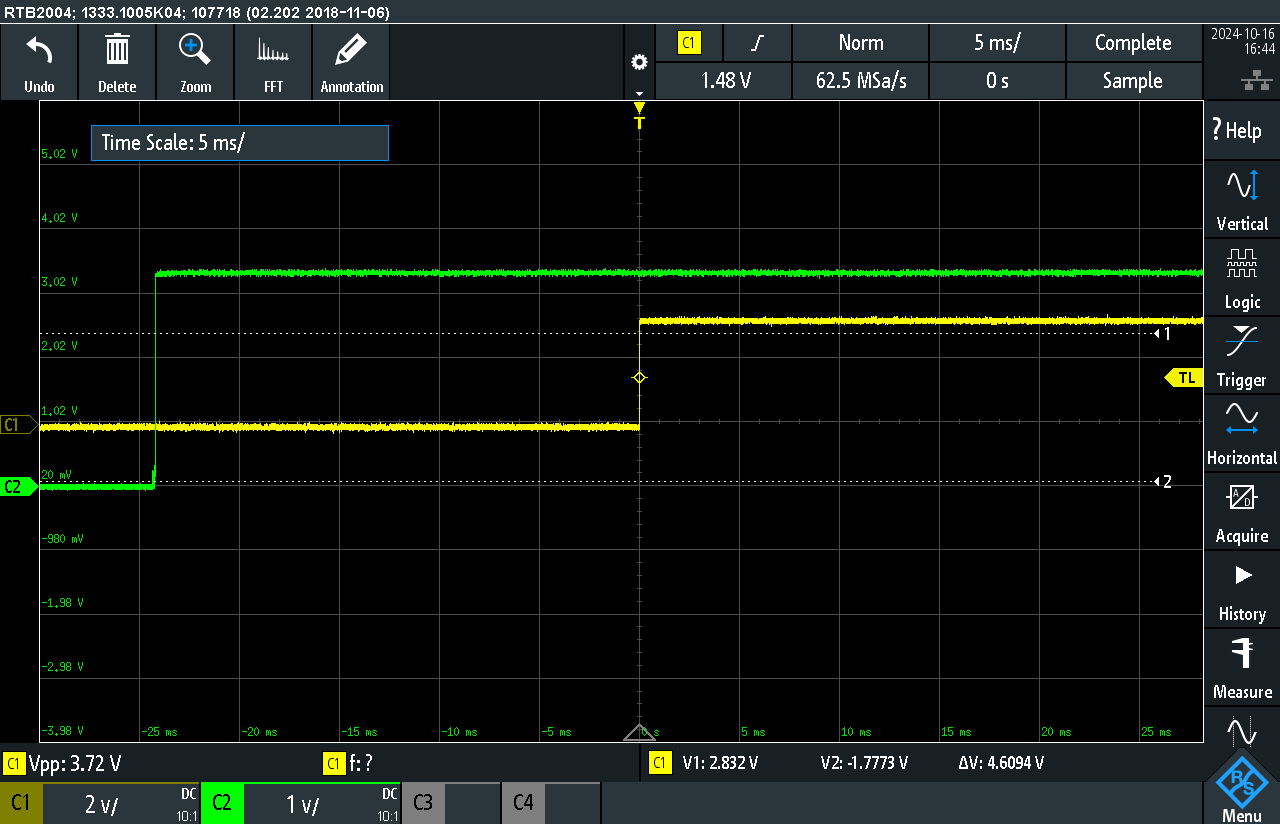 RTB2004; 1333.1005K04; 107718 (02.202 2018-11-06)
Undo Delete Zoom FFT Annotation
C1 Norm 5 ms/ Complete
1.48 V 62.5 MSa/s 0 s Sample
2024-10-16
16:44
T
Time Scale: 5 ms/
? Help
Vertical
Logic
Trigger
Horizontal
Acquire
History
Measure
Menu
5.02 V
4.02 V
3.02 V
2.02 V
1.02 V
20 mV
-980 mV
-1.98 V
-2.98 V
-3.98 V
1
TL
C1
C2
2
A/D
-25 ms -20 ms -15 ms -10 ms -5 ms 0 s 5 ms 10 ms 15 ms 20 ms 25 ms
C1 Vpp: 3.72 V C1 f: ? C1 V1: 2.832 V V2: -1.7773 V ΔV: 4.6094 V
C1 2 V/ DC 10:1 C2 1 V/ DC 10:1 C3 C4
R&S